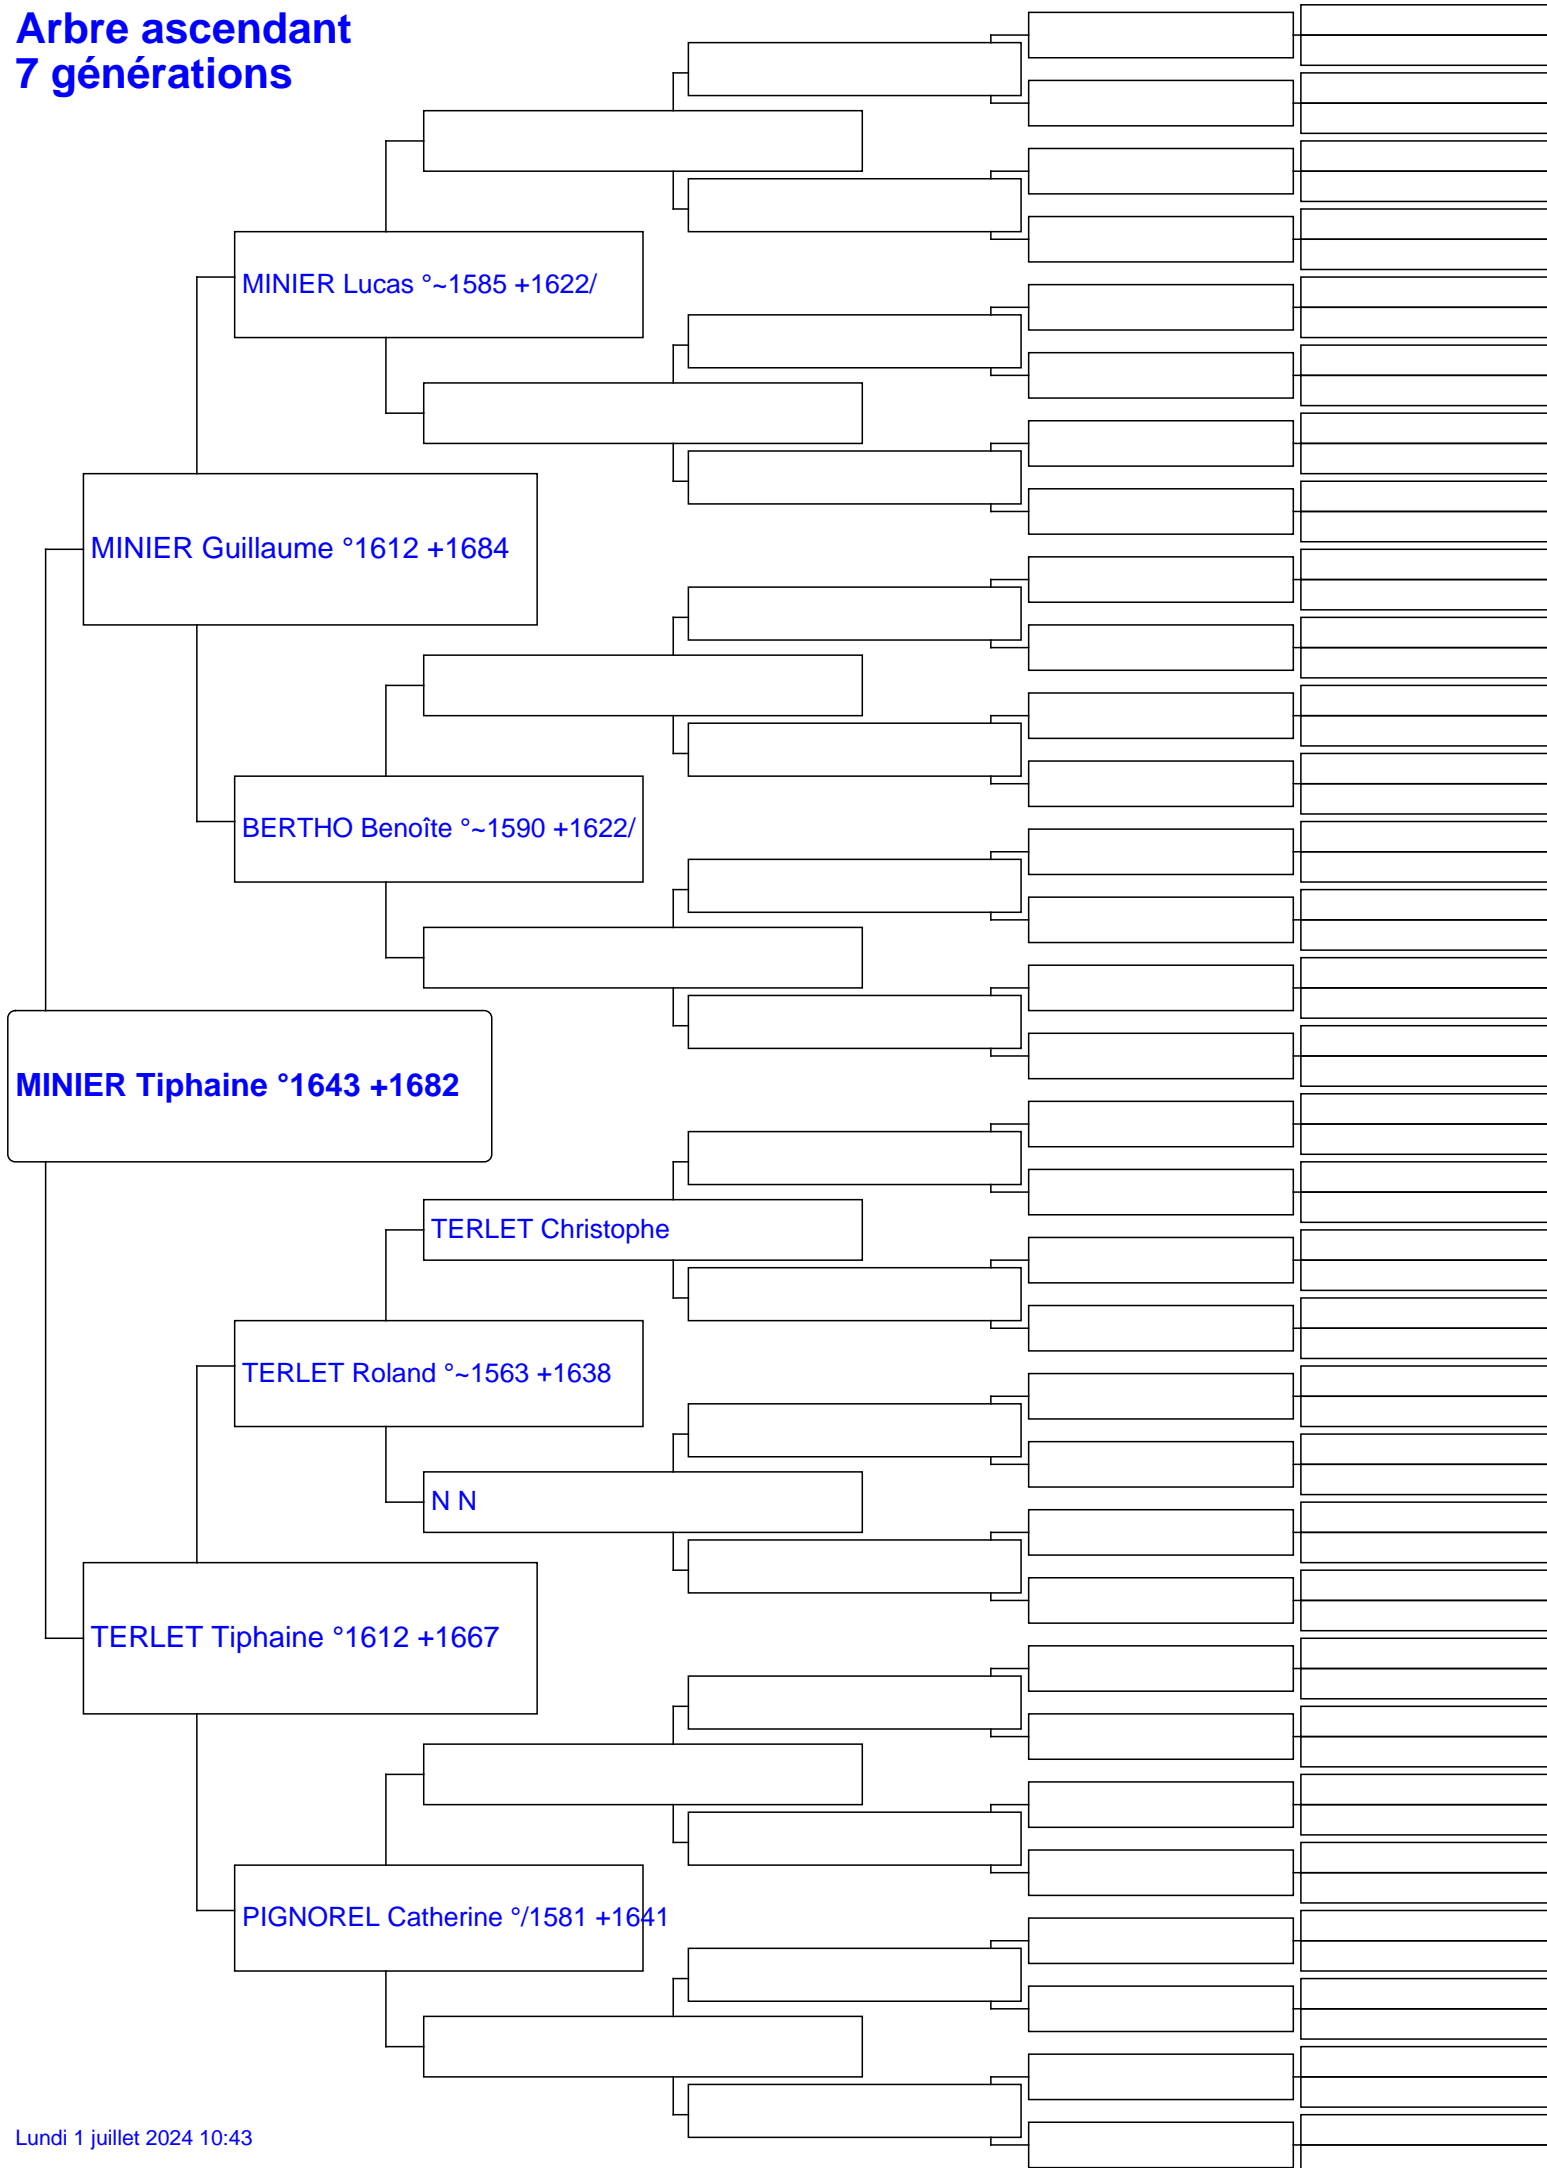 Arbre ascendant
7 générations
MINIER Lucas °~1585 +1622/
MINIER Guillaume °1612 +1684
BERTHO Benoîte °~1590 +1622/
MINIER Tiphaine °1643 +1682
TERLET Christophe
TERLET Roland °~1563 +1638
N N
TERLET Tiphaine °1612 +1667
PIGNOREL Catherine °/1581 +1641
Lundi 1 juillet 2024 10:43